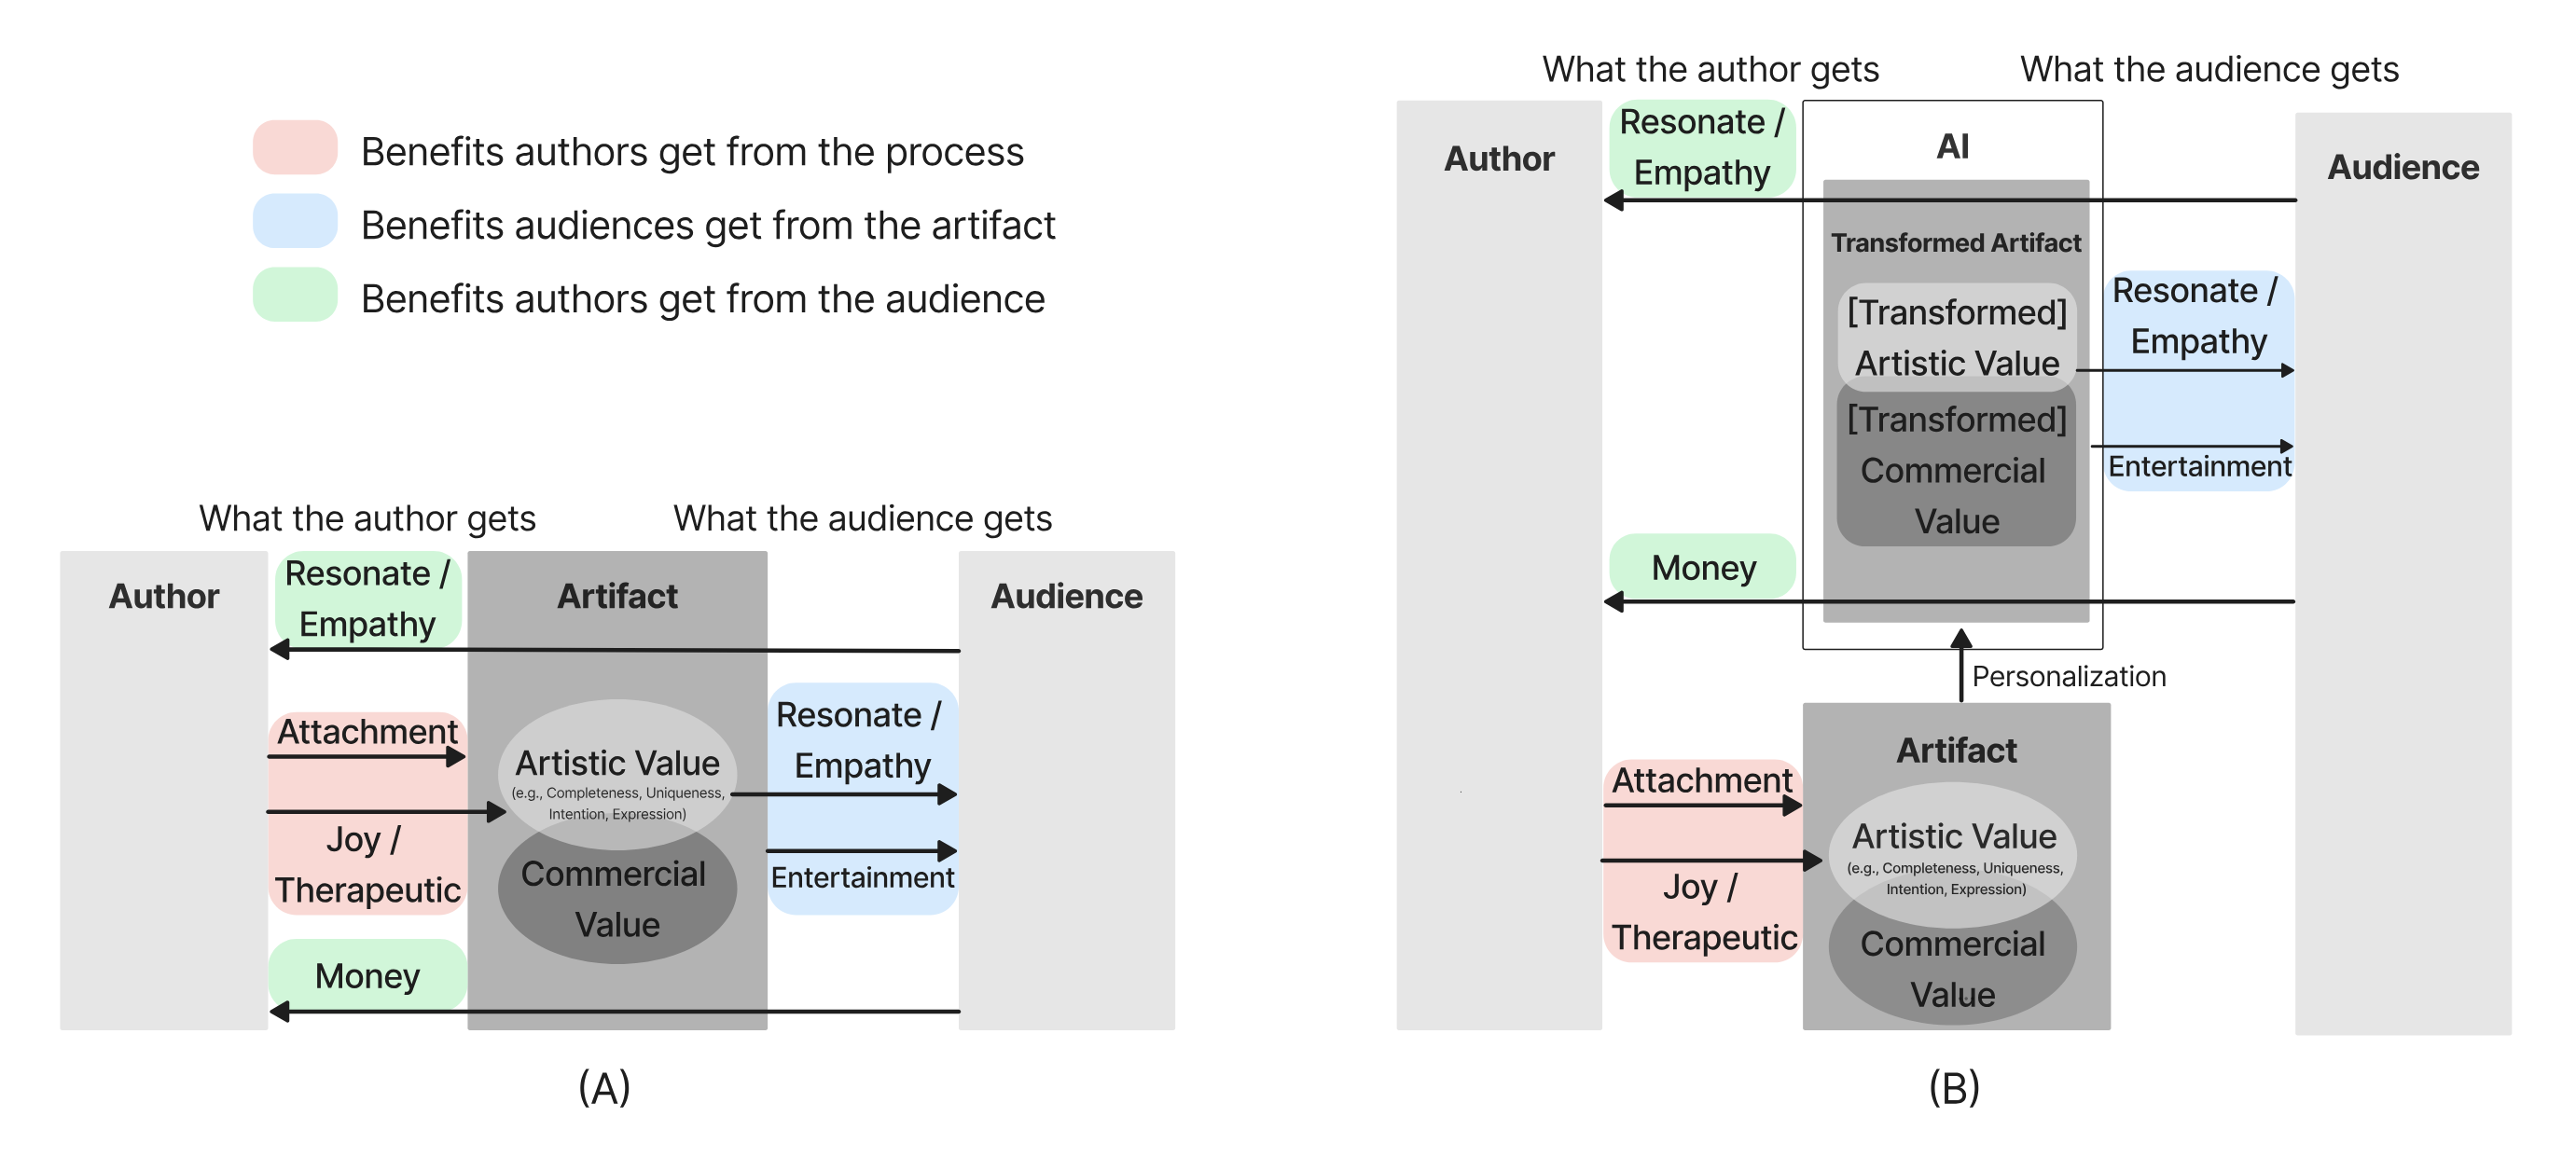 Benefits authors get from the process
Benefits audiences get from the artifact
Benefits authors get from the audience
What the author gets
What the audience gets
Author
Resonate /
Empathy
Artifact
Audience
Attachment
Joy /
Therapeutic
Money
Artistic Value
(e.g., Completeness, Uniqueness,
Intention, Expression)
Commercial
Value
Resonate /
Empathy
Entertainment
(A)
What the author gets
What the audience gets
Author
Resonate /
Empathy
AI
Audience
Transformed Artifact
[Transformed]
Artistic Value
[Transformed]
Commercial
Value
Resonate /
Empathy
Entertainment
Money
Personalization
Artifact
Attachment
Joy /
Therapeutic
Artistic Value
(e.g., Completeness, Uniqueness,
Intention, Expression)
Commercial
Value
(B)